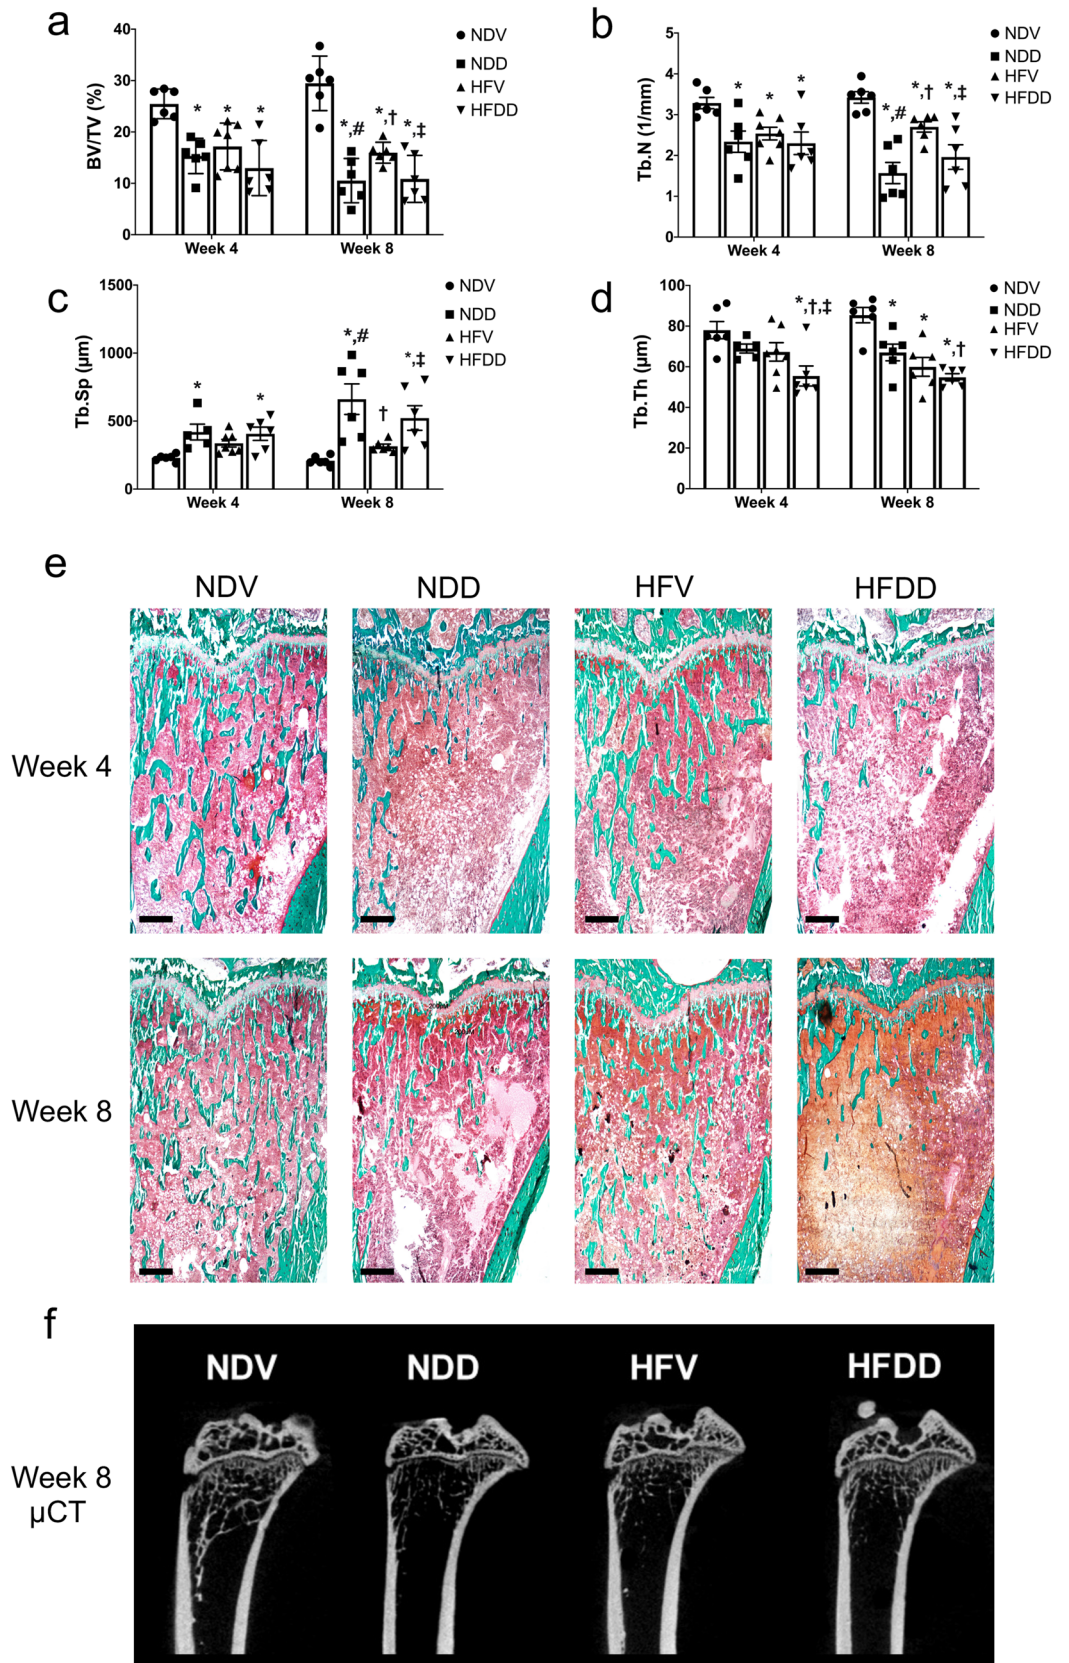 a
BV/TV (%)
40
30
20
10
0
*
*
*
*,#
*,†
*,‡
Week 4
Week 8
NDV
NDD
HFV
HFDD
b
Tb.N (1/mm)
5
4
3
2
1
0
*
*
*
*,#
*,†
*,‡
Week 4
Week 8
NDV
NDD
HFV
HFDD
c
Tb.Sp (µm)
1500
1000
500
0
*
*
*,#
†
*,‡
Week 4
Week 8
NDV
NDD
HFV
HFDD
d
Tb.Th (µm)
100
80
60
40
20
0
*,†,‡
*
*
*,†
Week 4
Week 8
NDV
NDD
HFV
HFDD
e
NDV
NDD
HFV
HFDD
Week 4
Week 8
f
NDV
NDD
HFV
HFDD
Week 8
µCT